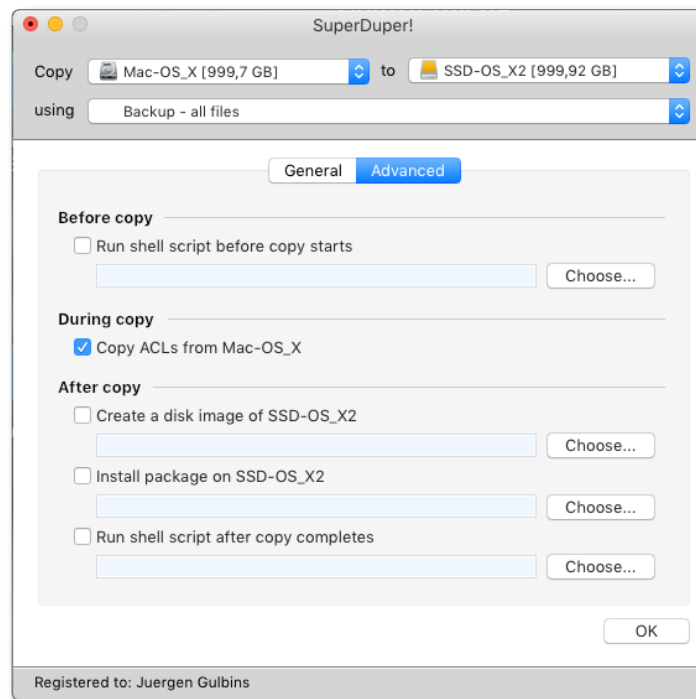 SuperDuper!
Copy Mac-OS_X [999,7 GB] to SSD-OS_X2 [999,92 GB]
using Backup - all files
General Advanced
Before copy
Run shell script before copy starts
Choose...
During copy
Copy ACLs from Mac-OS_X
After copy
Create a disk image of SSD-OS_X2
Choose...
Install package on SSD-OS_X2
Choose...
Run shell script after copy completes
Choose...
OK
Registered to: Juergen Gulbins